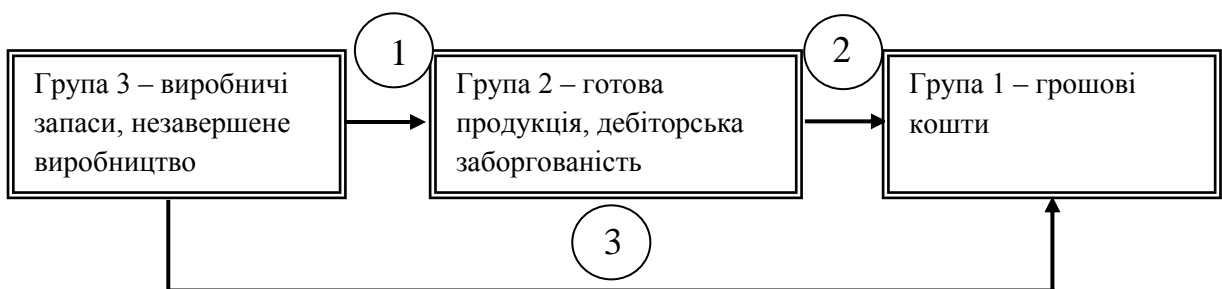 1
2
Група 3 – виробничі
запаси, незавершене
виробництво
Група 2 – готова
продукція, дебіторська
заборгованість
Група 1 – грошові
кошти
3